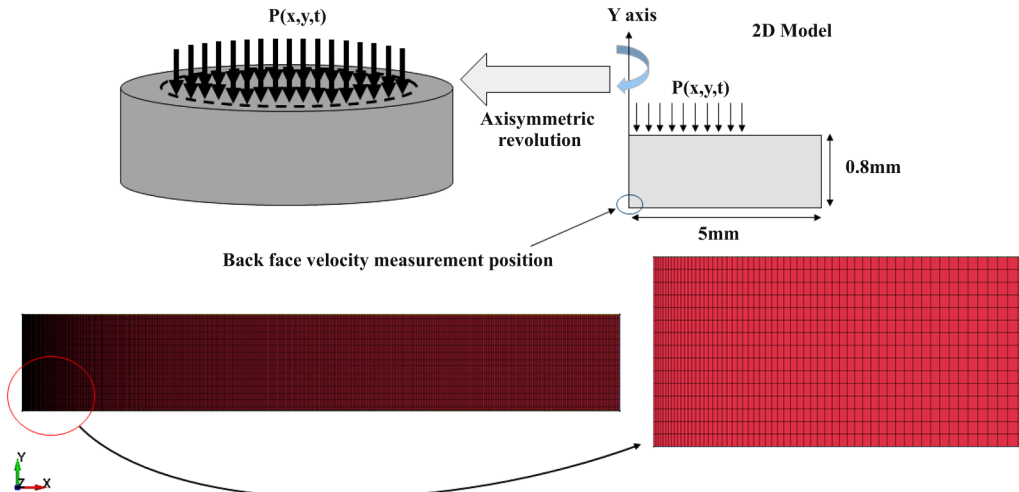 P(x,y,t)
Y axis
2D Model
P(x,y,t)
Axisymmetric
revolution
0.8mm
5mm
Back face velocity measurement position
Y
Z
X